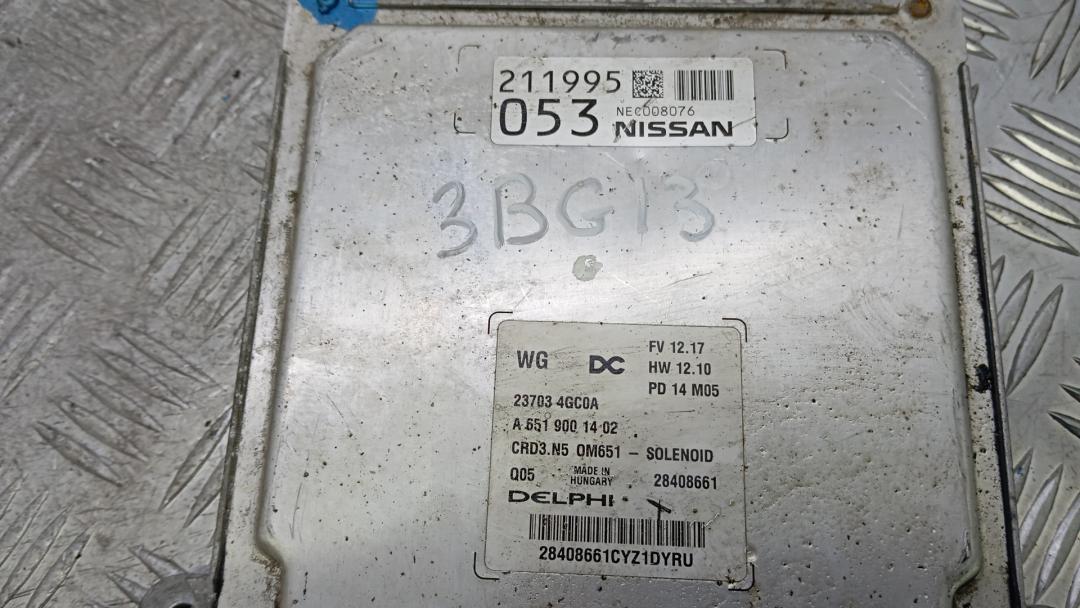 211995
053 NEC008076
NISSAN
3BG13
WG DC FV 12.17
HW 12.10
PD 14 M05
23703 4GC0A
A 651 900 14 02
CRD3.N5 OM651 – SOLENOID
Q05 MADE IN HUNGARY 28408661
DELPHI
28408661CYZ1DYRU